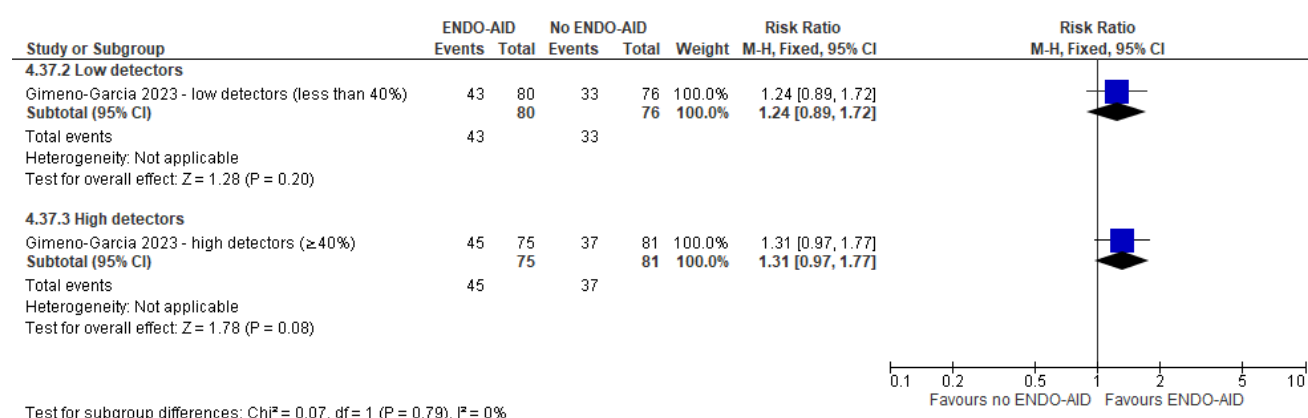 ENDO-AID No ENDO-AID Risk Ratio Risk Ratio
Study or Subgroup Events Total Events Total Weight M-H, Fixed, 95% CI M-H, Fixed, 95% CI
4.37.2 Low detectors
Gimeno-Garcia 2023 - low detectors (less than 40%) 43 80 33 76 100.0% 1.24 [0.89, 1.72]
Subtotal (95% CI) 80 76 100.0% 1.24 [0.89, 1.72]
Total events 43 33
Heterogeneity: Not applicable
Test for overall effect: Z = 1.28 (P = 0.20)
4.37.3 High detectors
Gimeno-Garcia 2023 - high detectors (≥40%) 45 75 37 81 100.0% 1.31 [0.97, 1.77]
Subtotal (95% CI) 75 81 100.0% 1.31 [0.97, 1.77]
Total events 45 37
Heterogeneity: Not applicable
Test for overall effect: Z = 1.78 (P = 0.08)
0.1 0.2 0.5 1 2 5 10
Favours no ENDO-AID Favours ENDO-AID
Test for subgroup differences: Chi² = 0.07, df = 1 (P = 0.79), I² = 0%